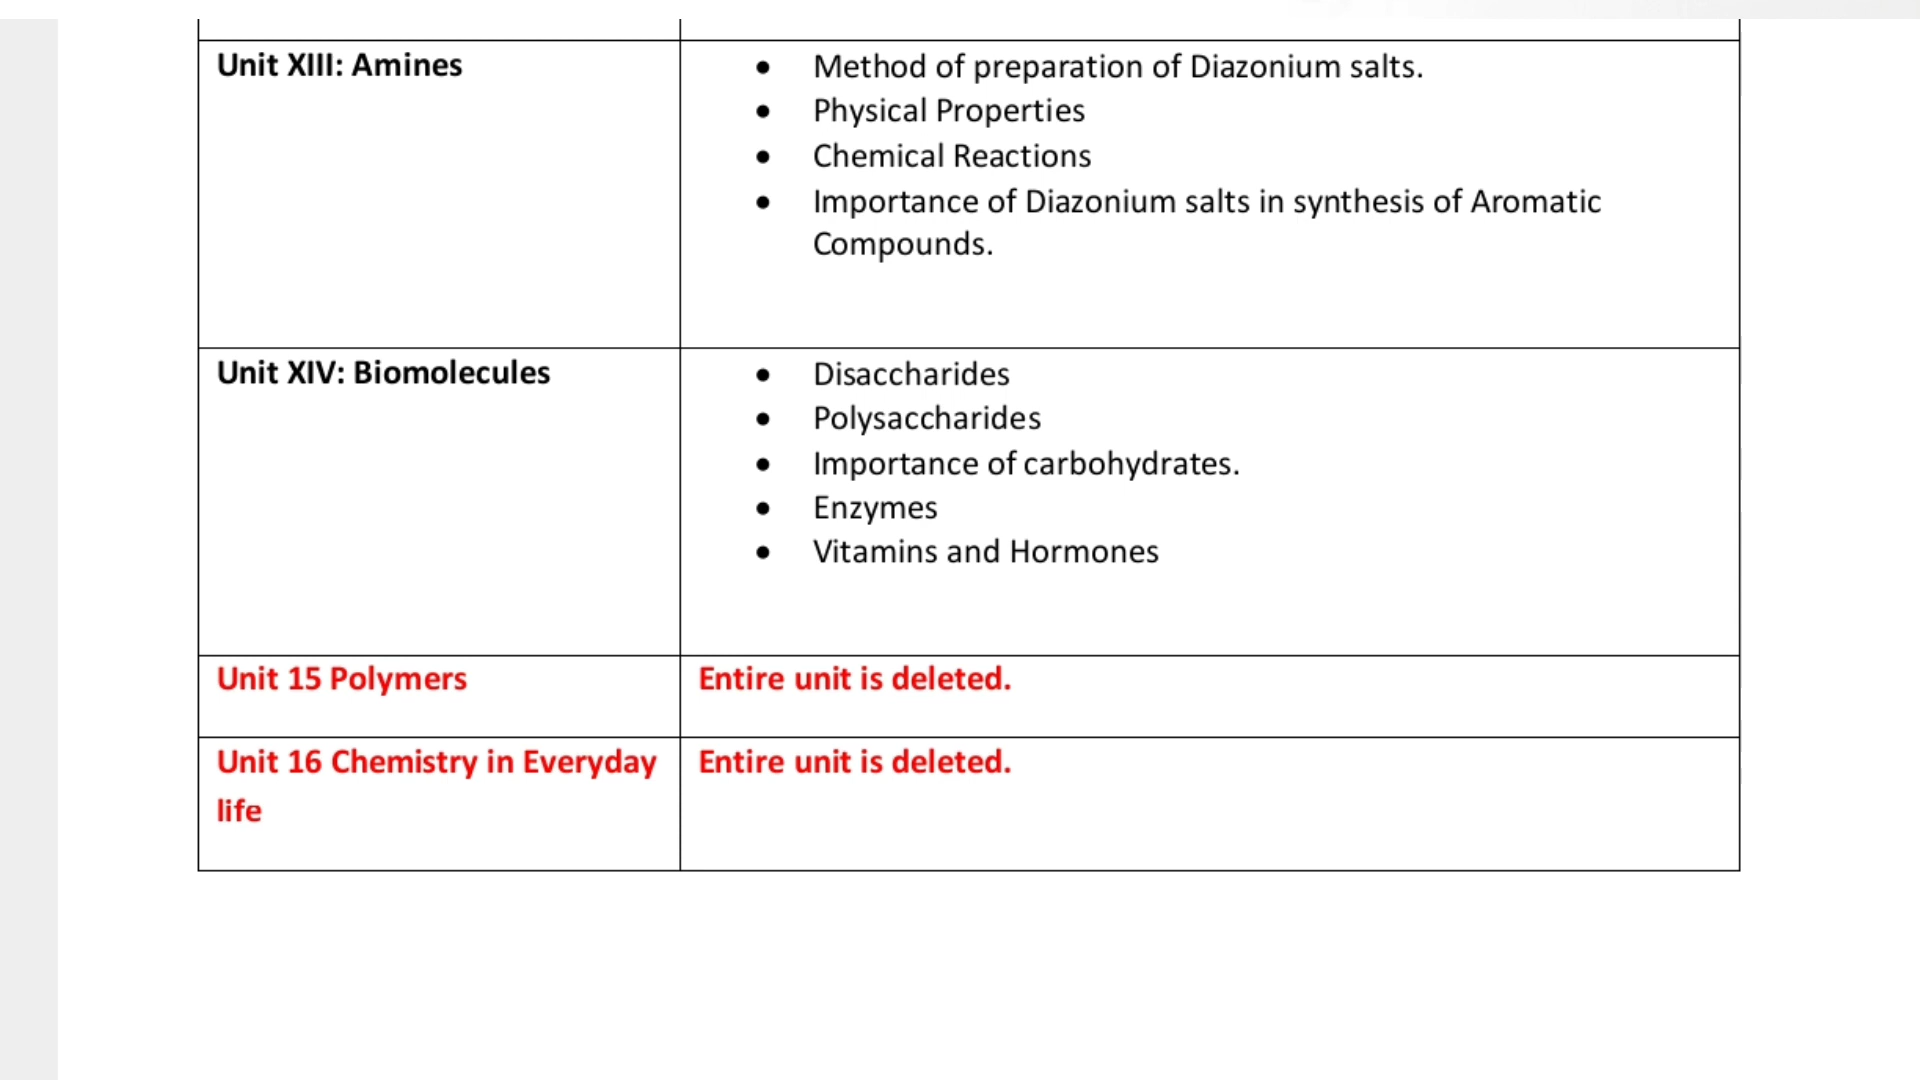 Unit XIII: Amines
• Method of preparation of Diazonium salts.
• Physical Properties
• Chemical Reactions
• Importance of Diazonium salts in synthesis of Aromatic
Compounds.
Unit XIV: Biomolecules
• Disaccharides
• Polysaccharides
• Importance of carbohydrates.
• Enzymes
• Vitamins and Hormones
Unit 15 Polymers
Entire unit is deleted.
Unit 16 Chemistry in Everyday
life
Entire unit is deleted.